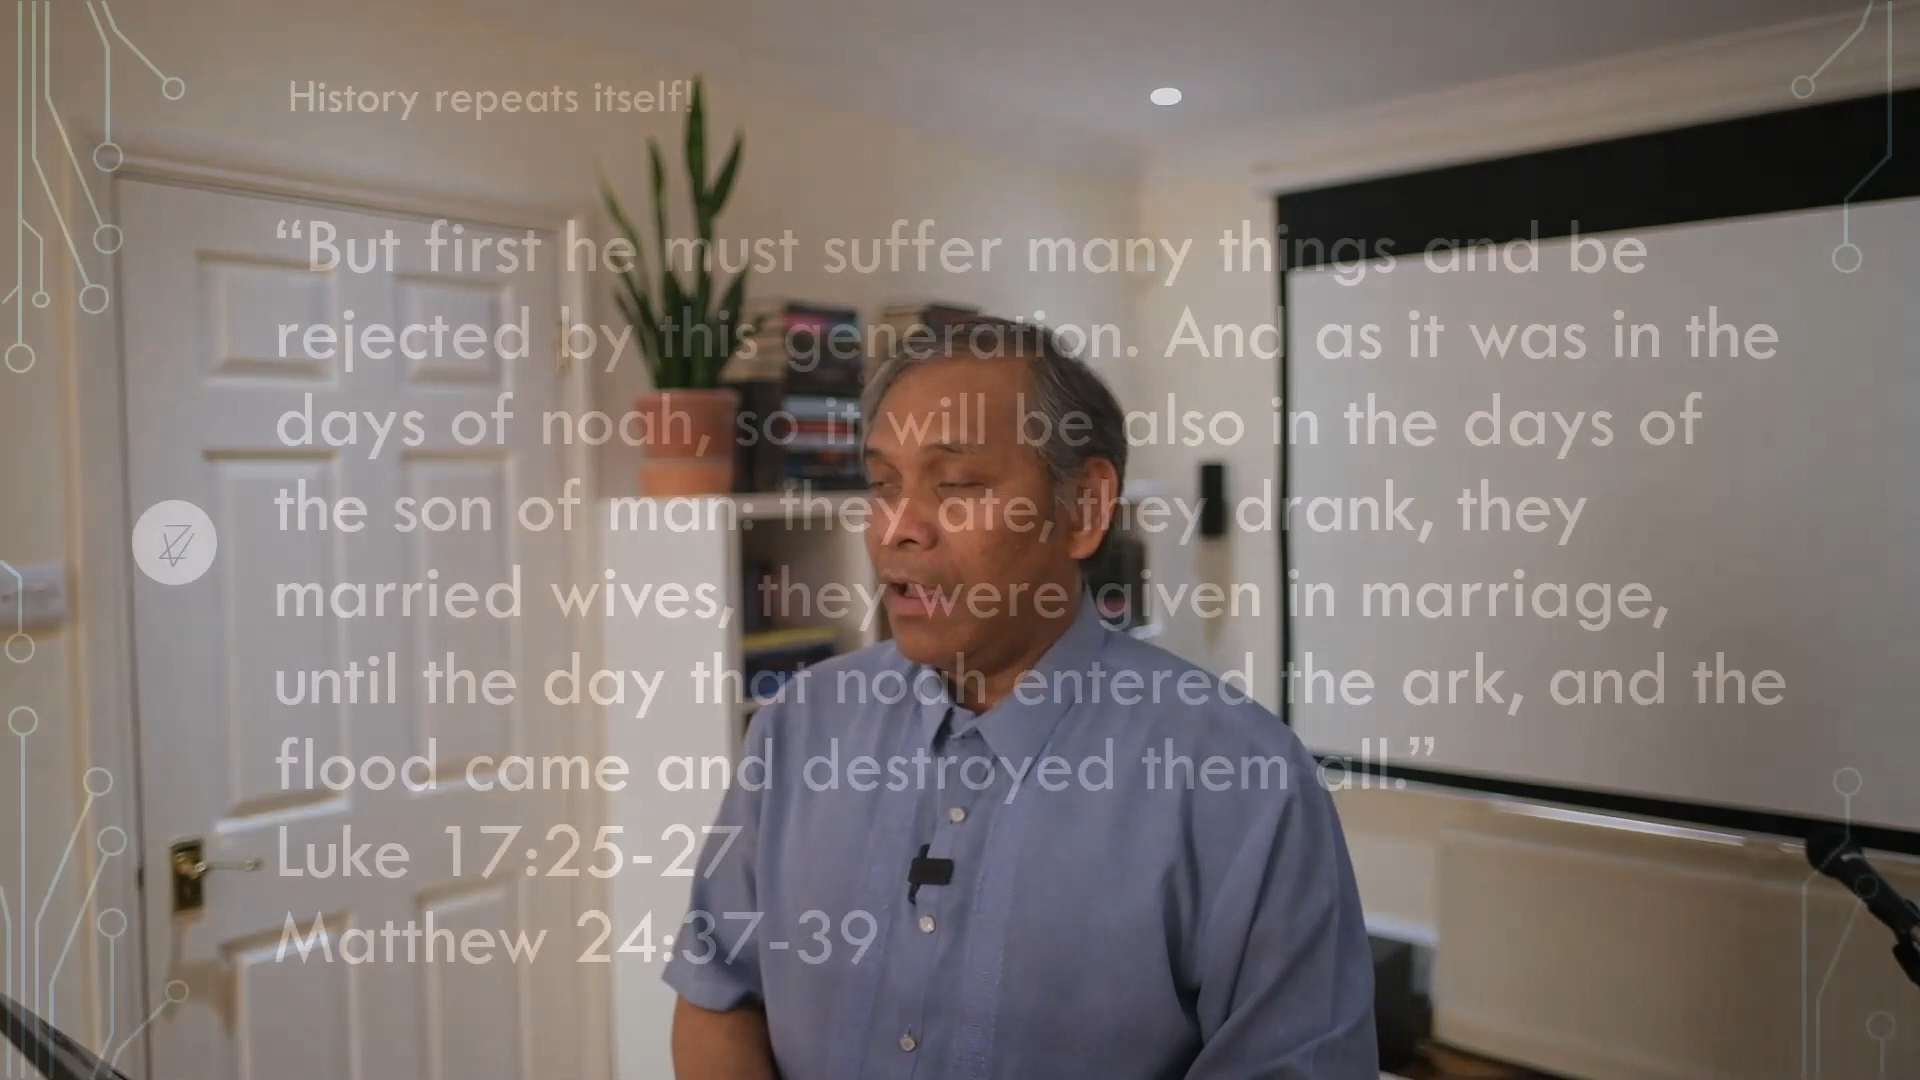 History repeats itself!
“But first he must suffer many things and be
rejected by this generation. And as it was in the
days of noah, so it will be also in the days of
the son of man: they ate, they drank, they
married wives, they were given in marriage,
until the day that noah entered the ark, and the
flood came and destroyed them all.”
Luke 17:25-27
Matthew 24:37-39